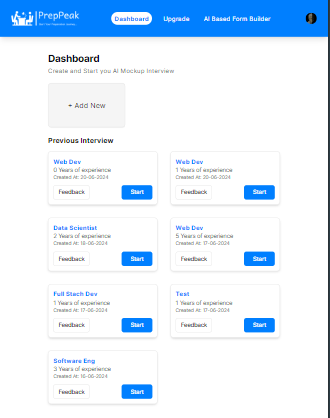 PrepPeak
Dashboard
Upgrade
AI Based Form Builder
Dashboard
Create and Start you AI Mockup Interview
+ Add New
Previous Interview
Web Dev
0 Years of experience
Created At: 20-06-2024
Feedback
Start
Web Dev
1 Years of experience
Created At: 20-06-2024
Feedback
Start
Data Scientist
2 Years of experience
Created At: 18-06-2024
Feedback
Start
Web Dev
5 Years of experience
Created At: 17-06-2024
Feedback
Start
Full Stach Dev
1 Years of experience
Created At: 17-06-2024
Feedback
Start
Test
1 Years of experience
Created At: 17-06-2024
Feedback
Start
Software Eng
3 Years of experience
Created At: 16-06-2024
Feedback
Start